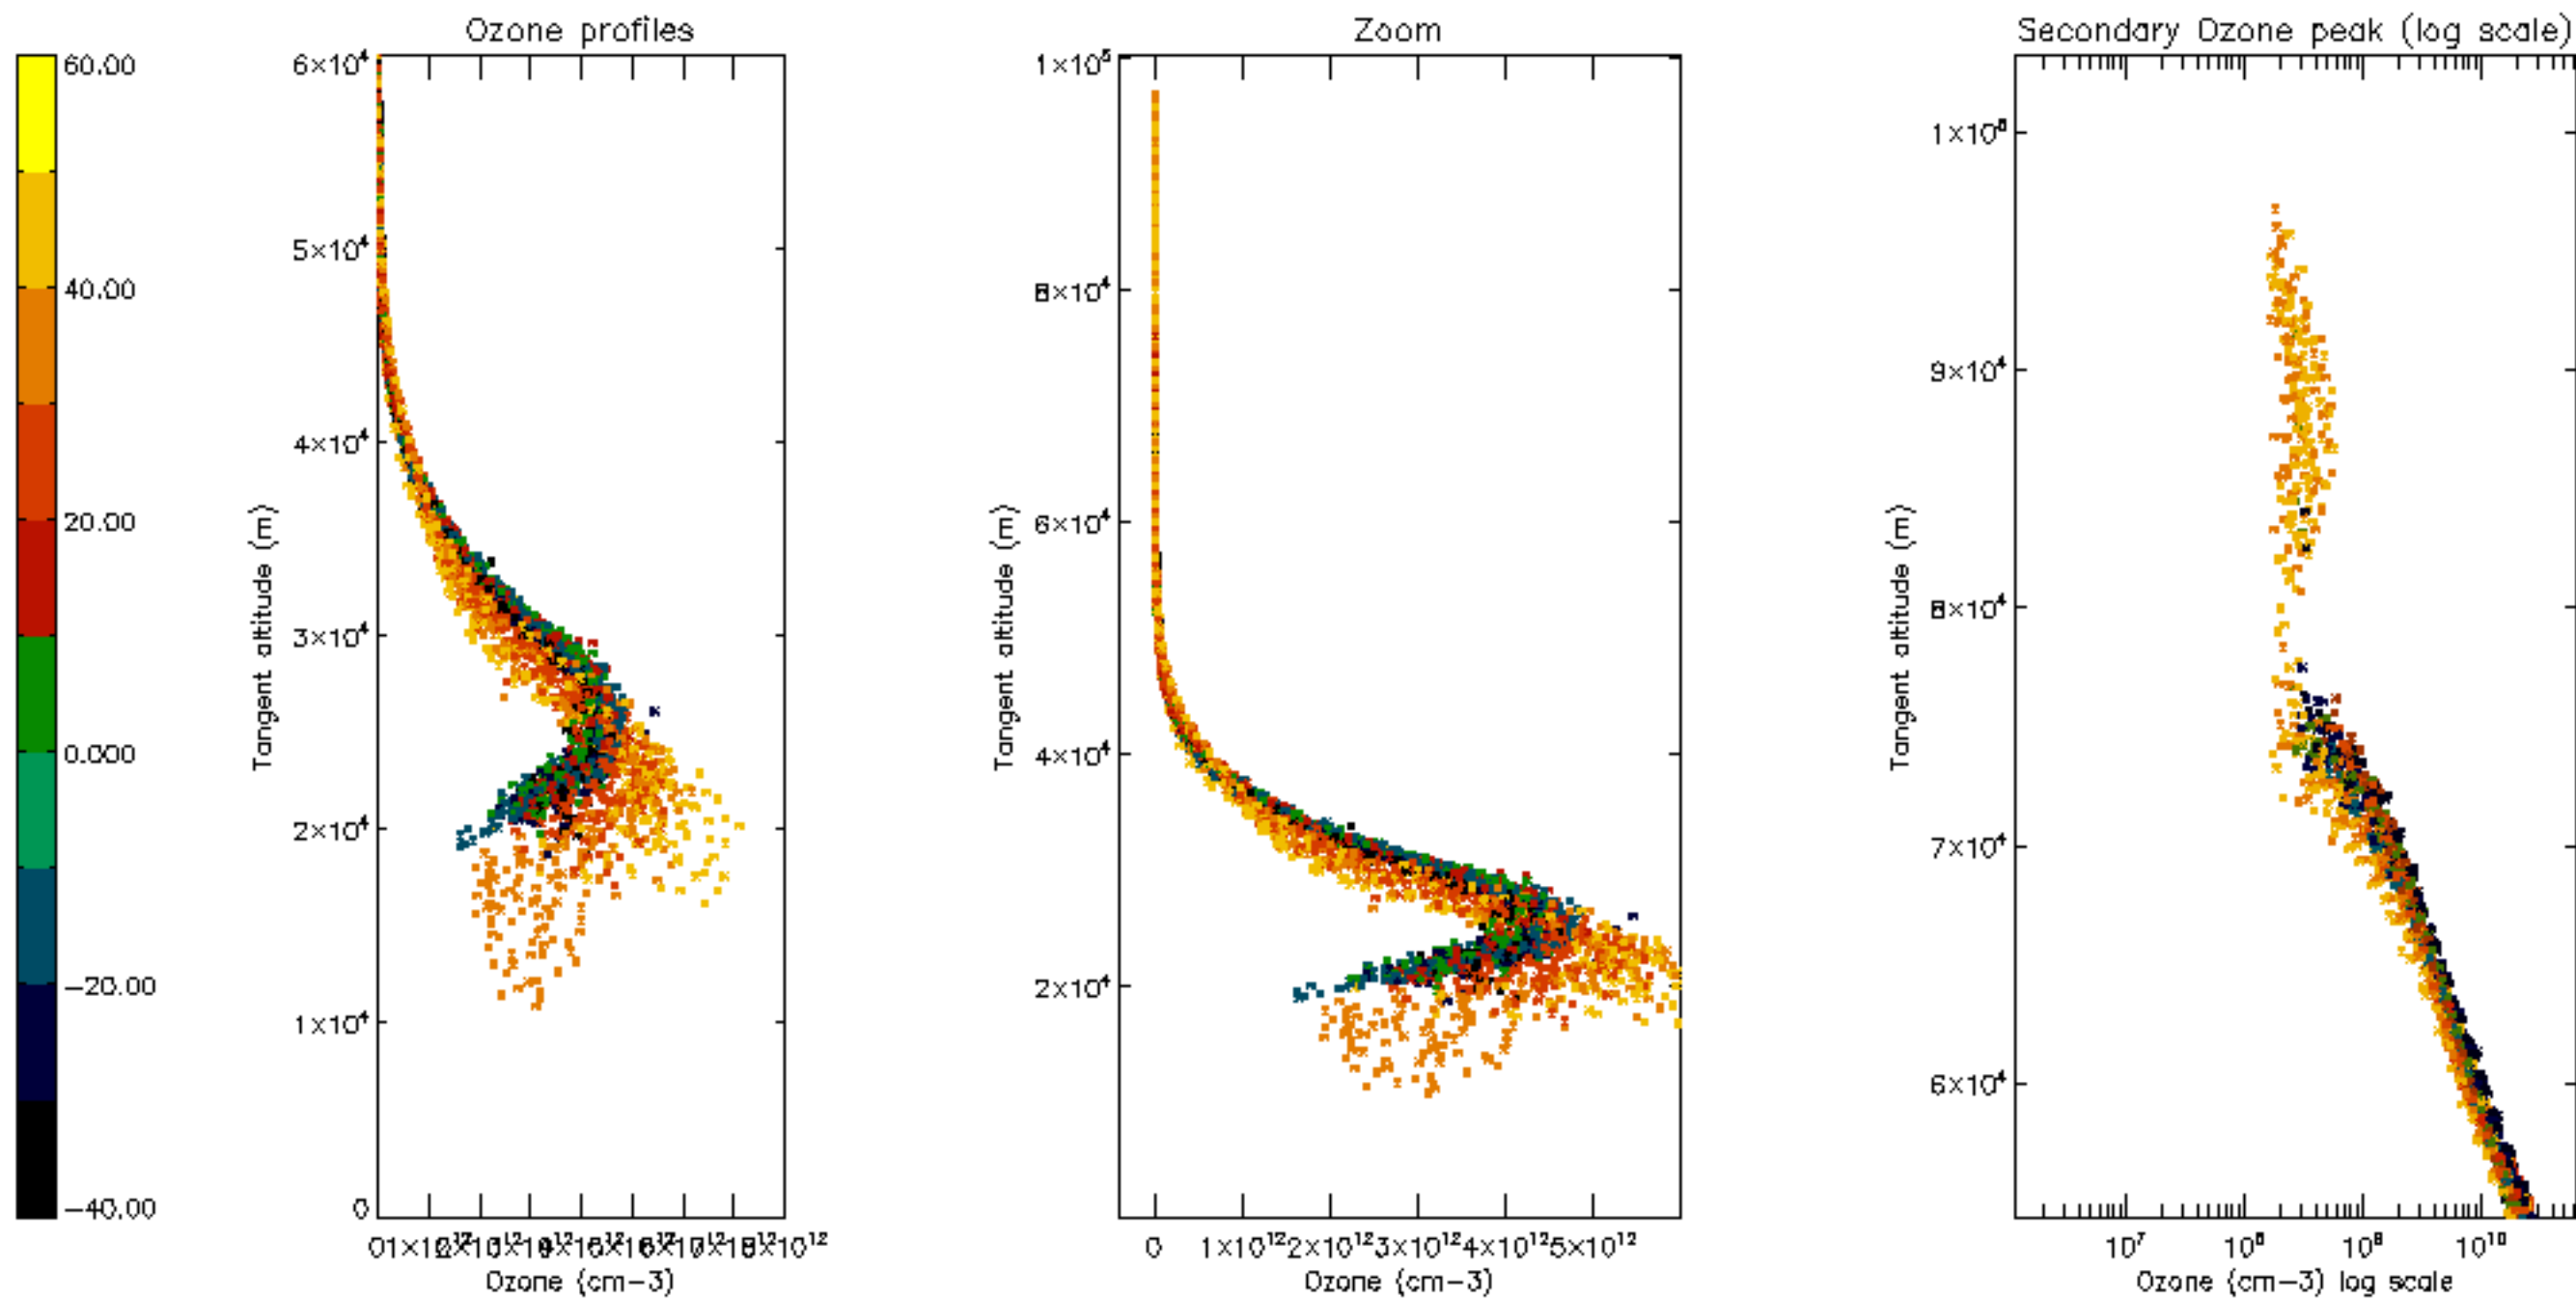 Ozone profiles
Zoom
Secondary Ozone peak (log scale)
60.00
40.00
20.00
0.000
-20.00
-40.00
6×10⁴
5×10⁴
4×10⁴
3×10⁴
2×10⁴
1×10⁴
0
Tangent altitude (m)
Ozone (cm-3)
1×10⁵
8×10⁴
6×10⁴
4×10⁴
2×10⁴
Tangent altitude (m)
0 1×10¹² 2×10¹² 3×10¹² 4×10¹² 5×10¹²
Ozone (cm-3)
9×10⁴
8×10⁴
7×10⁴
6×10⁴
Tangent altitude (m)
10⁷ 10⁸ 10⁹ 10¹⁰
Ozone (cm-3) log scale